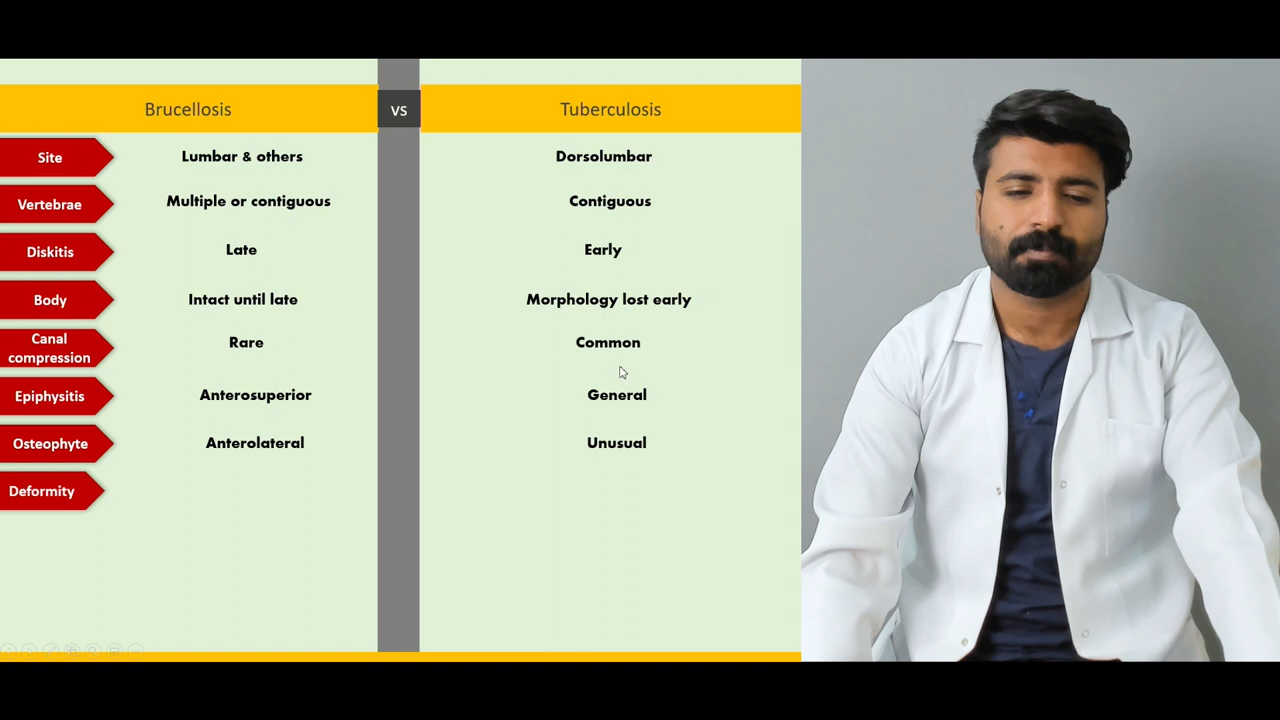 Brucellosis vs Tuberculosis
Site Lumbar & others Dorsolumbar
Vertebrae Multiple or contiguous Contiguous
Diskitis Late Early
Body Intact until late Morphology lost early
Canal
compression Rare Common
Epiphysitis Anterosuperior General
Osteophyte Anterolateral Unusual
Deformity